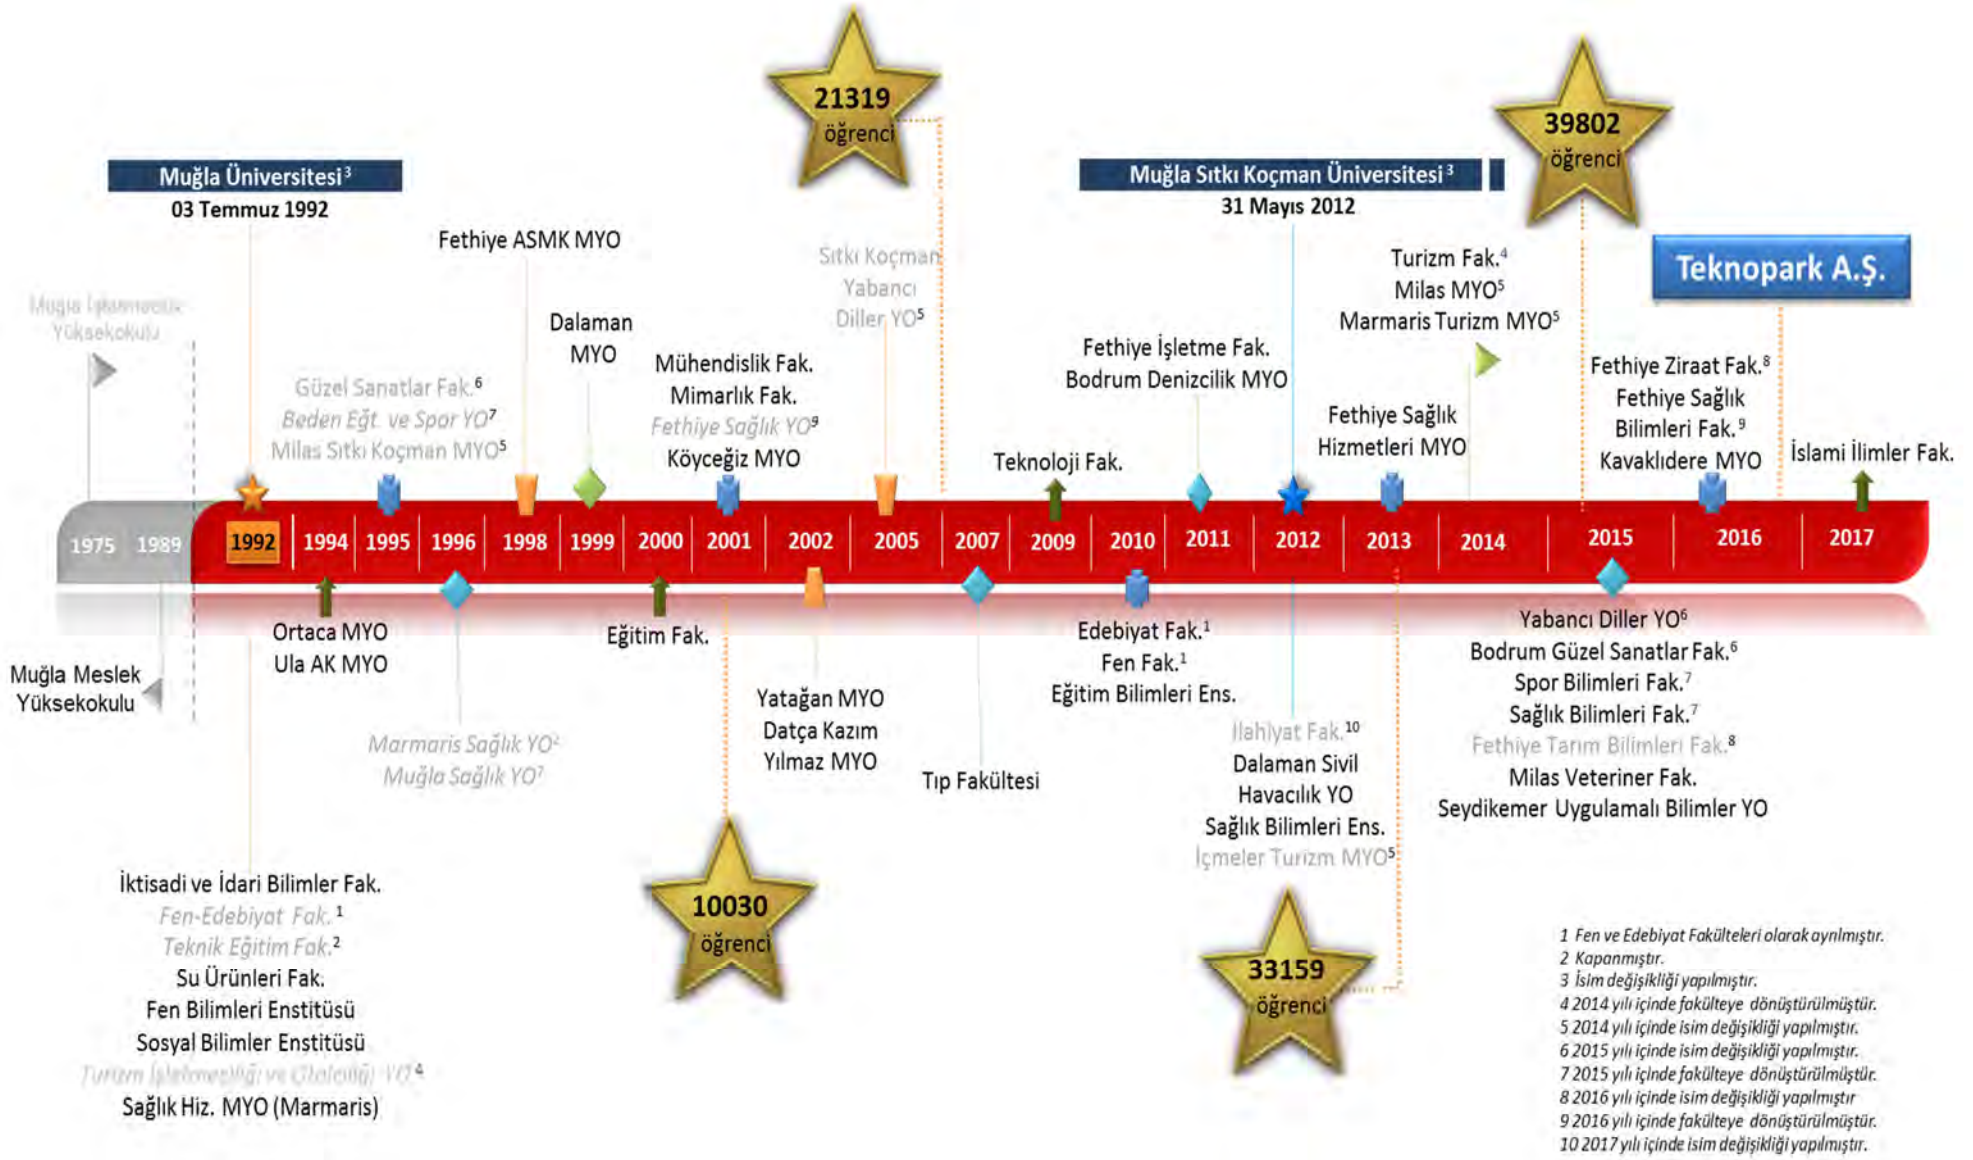 21319
öğrenci
39802
öğrenci
Muğla Üniversitesi³
03 Temmuz 1992
Muğla Sıtkı Koçman Üniversitesi³
31 Mayıs 2012
Teknopark A.Ş.
Muğla İşletmecilik
Yüksekokulu
Güzel Sanatlar Fak.⁶
Beden Eğt. ve Spor YO⁷
Milas Sıtkı Koçman MYO⁵
Fethiye ASMK MYO
Dalaman
MYO
Mühendislik Fak.
Mimarlık Fak.
Fethiye Sağlık YO⁹
Köyceğiz MYO
Sıtkı Koçman
Yabancı
Diller YO⁵
Teknoloji Fak.
Fethiye İşletme Fak.
Bodrum Denizcilik MYO
Fethiye Sağlık
Hizmetleri MYO
Turizm Fak.⁴
Milas MYO⁵
Marmaris Turizm MYO⁵
Fethiye Ziraat Fak.⁸
Fethiye Sağlık
Bilimleri Fak.⁹
Kavaklıdere MYO
İslami İlimler Fak.
1975 1989 1992 1994 1995 1996 1998 1999 2000 2001 2002 2005 2007 2009 2010 2011 2012 2013 2014 2015 2016 2017
Muğla Meslek
Yüksekokulu
İktisadi ve İdari Bilimler Fak.
Fen-Edebiyat Fak.¹
Teknik Eğitim Fak.²
Su Ürünleri Fak.
Fen Bilimleri Enstitüsü
Sosyal Bilimler Enstitüsü
Turizm İşletmeciliği ve Otelciliği YO⁴
Sağlık Hiz. MYO (Marmaris)
Ortaca MYO
Ula AK MYO
Marmaris Sağlık YO²
Muğla Sağlık YO⁷
Eğitim Fak.
10030
öğrenci
Yatağan MYO
Datça Kazım
Yılmaz MYO
Tıp Fakültesi
Edebiyat Fak.¹
Fen Fak.¹
Eğitim Bilimleri Ens.
İlahiyat Fak.¹⁰
Dalaman Sivil
Havacılık YO
Sağlık Bilimleri Ens.
İçmeler Turizm MYO⁵
33159
öğrenci
Yabancı Diller YO⁶
Bodrum Güzel Sanatlar Fak.⁶
Spor Bilimleri Fak.⁷
Sağlık Bilimleri Fak.⁷
Fethiye Tarım Bilimleri Fak.⁸
Milas Veteriner Fak.
Seydikemer Uygulamalı Bilimler YO
1 Fen ve Edebiyat Fakülteleri olarak ayrılmıştır.
2 Kapanmıştır.
3 İsim değişikliği yapılmıştır.
4 2014 yılı içinde fakülteye dönüştürülmüştür.
5 2014 yılı içinde isim değişikliği yapılmıştır.
6 2015 yılı içinde isim değişikliği yapılmıştır.
7 2015 yılı içinde fakülteye dönüştürülmüştür.
8 2016 yılı içinde isim değişikliği yapılmıştır
9 2016 yılı içinde fakülteye dönüştürülmüştür.
10 2017 yılı içinde isim değişikliği yapılmıştır.